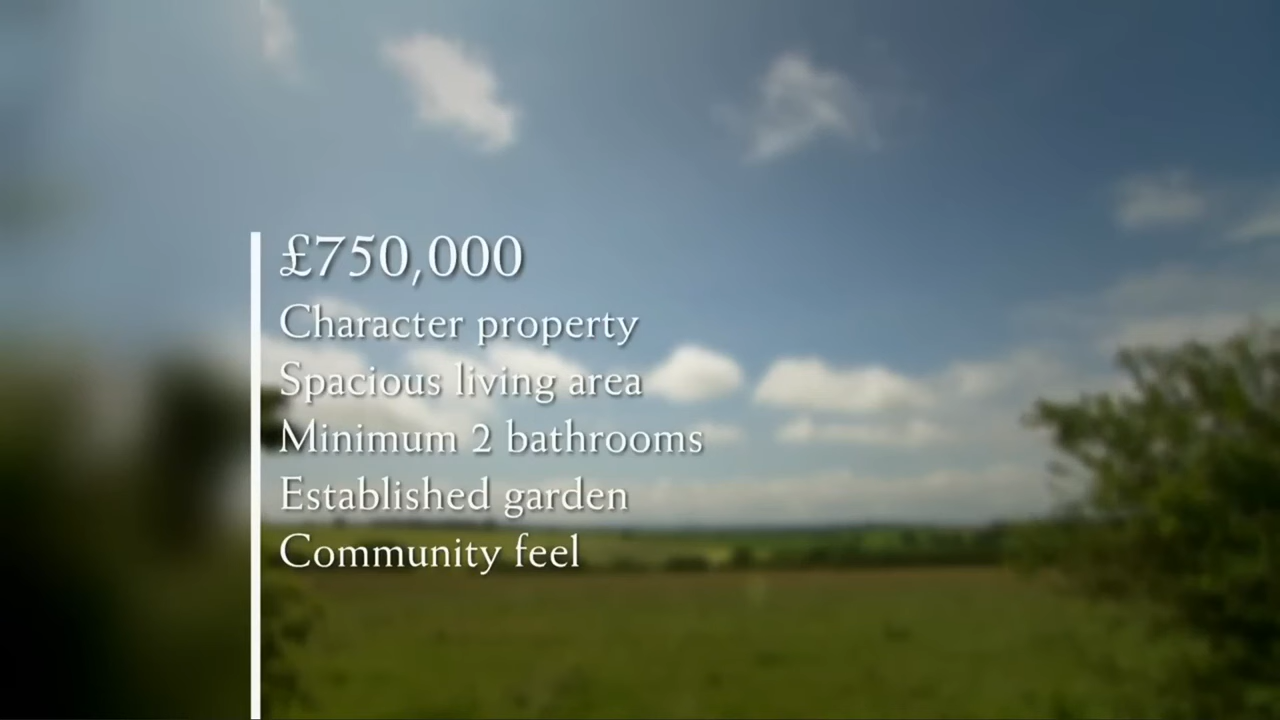 £750,000
Character property
Spacious living area
Minimum 2 bathrooms
Established garden
Community feel